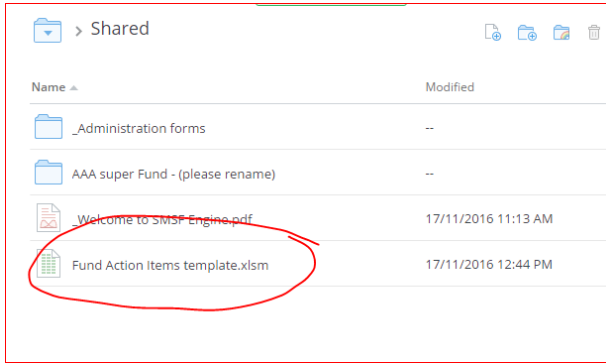 > Shared
Name Modified
_Administration forms --
AAA super Fund - (please rename) --
_Welcome to SMSF Engine.pdf 17/11/2016 11:13 AM
Fund Action Items template.xlsm 17/11/2016 12:44 PM